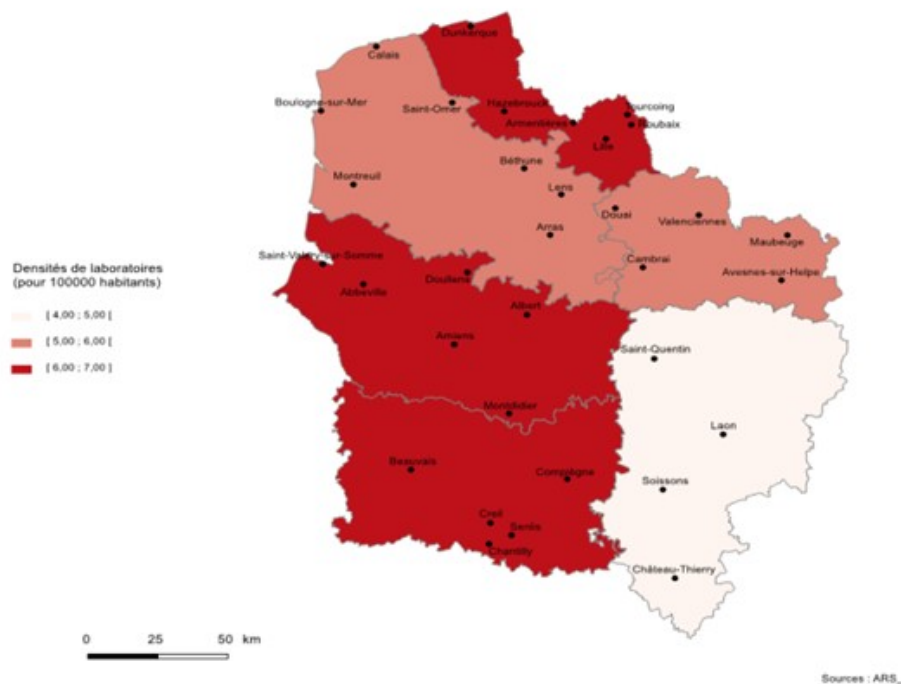 Dunkerque
Calais
Boulogne-sur-Mer
Saint-Omer
Hazebrouck
Armentières
Tourcoing
Roubaix
Lille
Béthune
Montreuil
Lens
Douai
Valenciennes
Arras
Maubeuge
Saint-Valéry-sur-Somme
Cambrai
Doullens
Avesnes-sur-Helpe
Abbeville
Albert
Amiens
Saint-Quentin
Montdidier
Laon
Beauvais
Compiègne
Soissons
Creil
Senlis
Chantilly
Château-Thierry
Densités de laboratoires
(pour 100000 habitants)
[ 4,00 ; 5,00 [
[ 5,00 ; 6,00 [
[ 6,00 ; 7,00 ]
0 25 50 km
Sources : ARS_